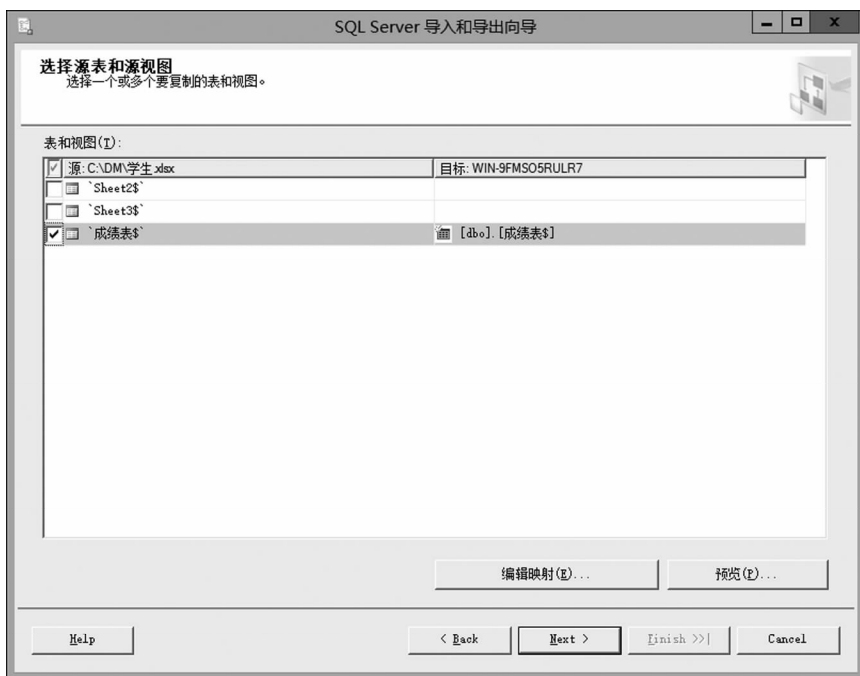 SQL Server 导入和导出向导
选择源表和源视图
选择一个或多个要复制的表和视图。
表和视图(T):
源: C:\DM\学生.xlsx 目标: WIN-9FMSO5RULR7
`Sheet2$`
`Sheet3$`
`成绩表$` [dbo].[成绩表$]
编辑映射(E)... 预览(P)...
Help < Back Next > Finish >>| Cancel